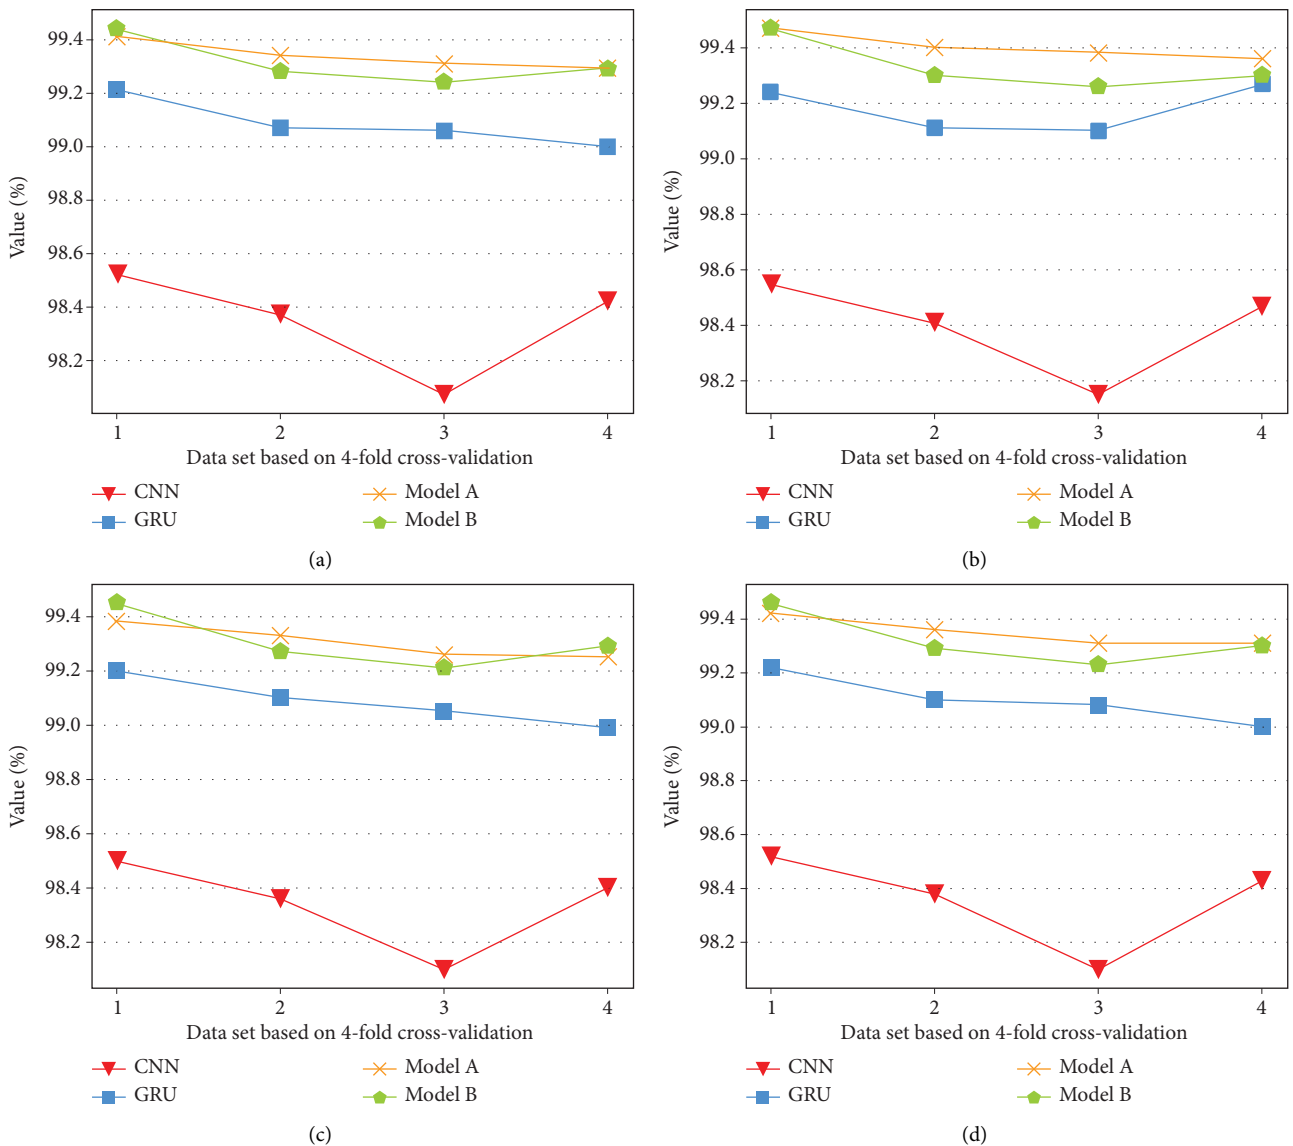 99.4
99.2
99.0
98.8
98.6
98.4
98.2
Value (%)
1 2 3 4
Data set based on 4-fold cross-validation
CNN Model A
GRU Model B
(a)
99.4
99.2
99.0
98.8
98.6
98.4
98.2
Value (%)
1 2 3 4
Data set based on 4-fold cross-validation
CNN Model A
GRU Model B
(b)
99.4
99.2
99.0
98.8
98.6
98.4
98.2
Value (%)
1 2 3 4
Data set based on 4-fold cross-validation
CNN Model A
GRU Model B
(c)
99.4
99.2
99.0
98.8
98.6
98.4
98.2
Value (%)
1 2 3 4
Data set based on 4-fold cross-validation
CNN Model A
GRU Model B
(d)